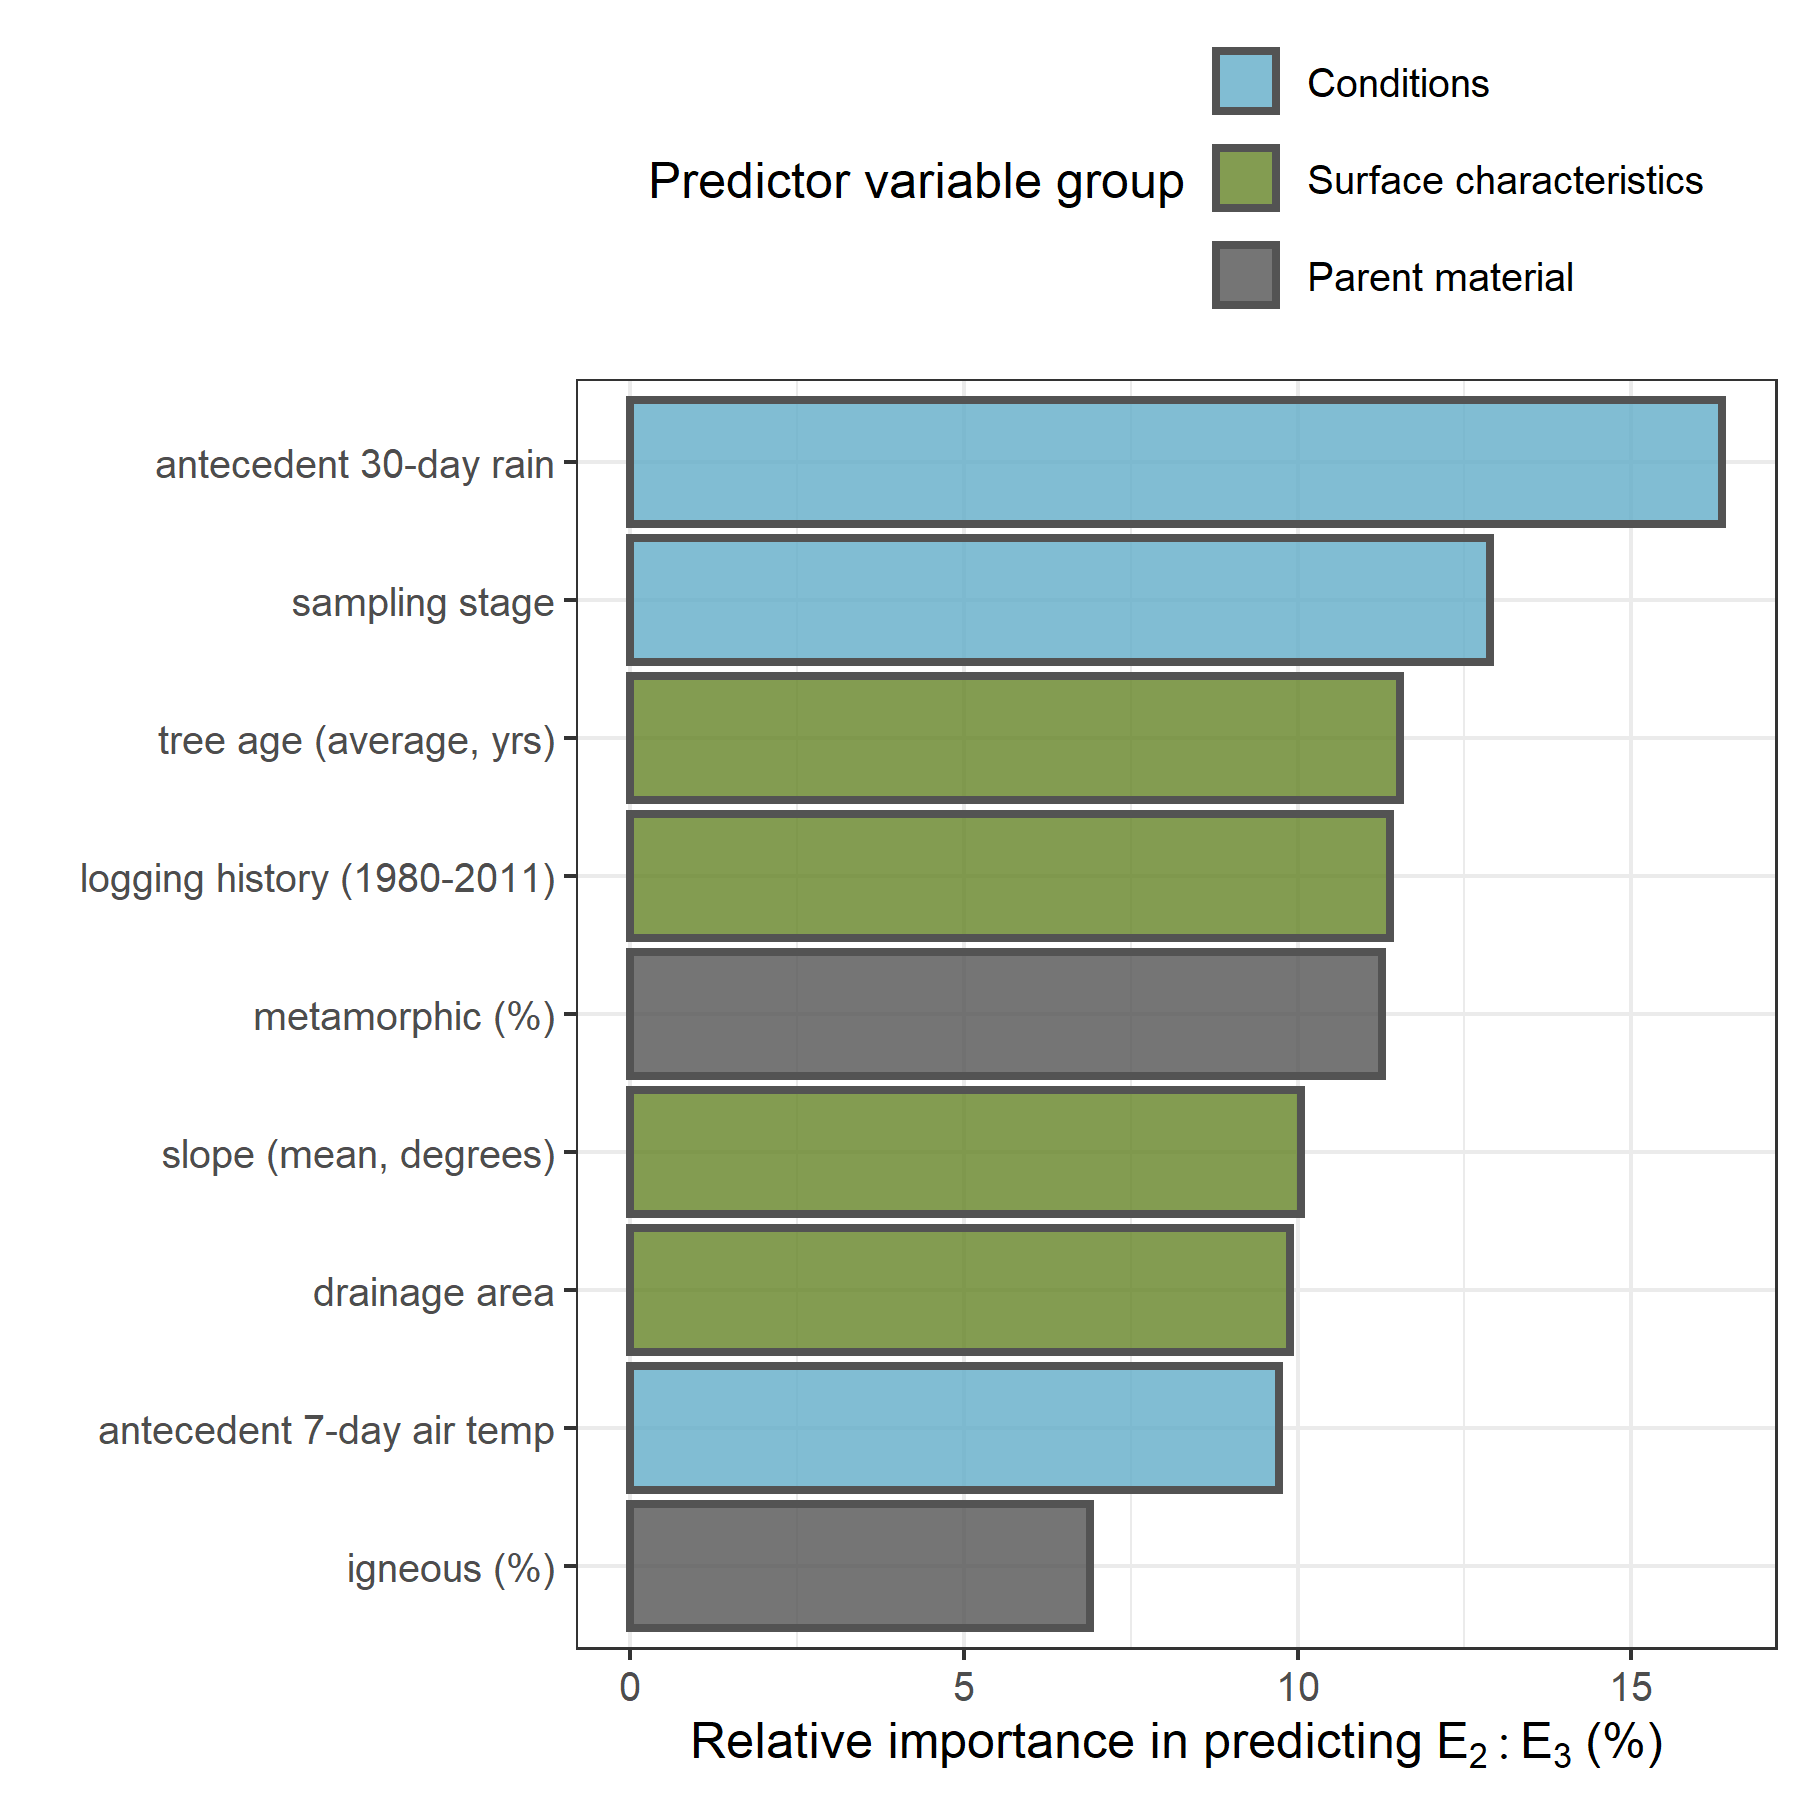 Conditions
Predictor variable group
Surface characteristics
Parent material
antecedent 30-day rain
sampling stage
tree age (average, yrs)
logging history (1980-2011)
metamorphic (%)
slope (mean, degrees)
drainage area
antecedent 7-day air temp
igneous (%)
0 5 10 15
Relative importance in predicting E₂ : E₃ (%)